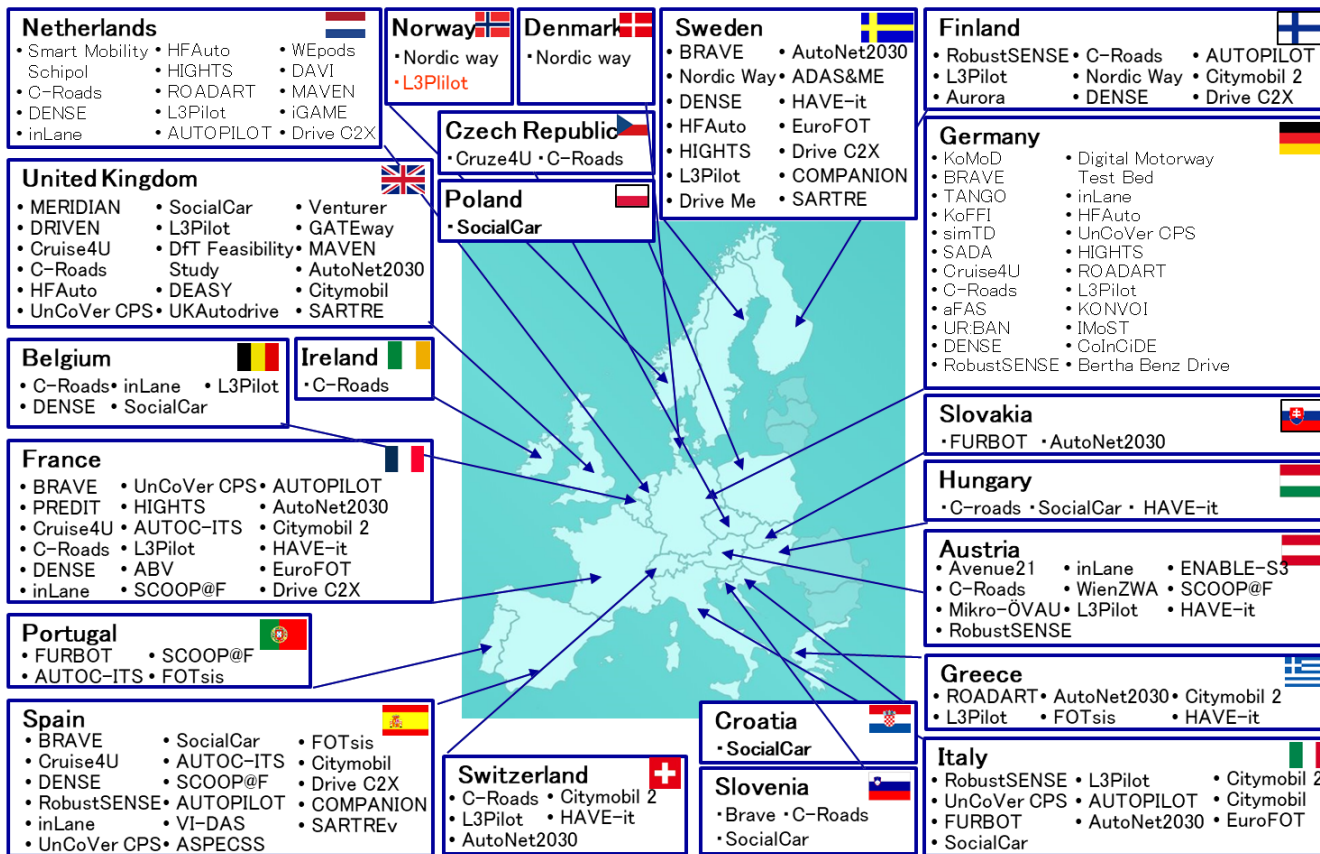 Netherlands
• Smart Mobility Schipol
• C-Roads
• DENSE
• inLane
• HFAuto
• HIGHTS
• ROADART
• L3Pilot
• AUTOPILOT
• WEpods
• DAVI
• MAVEN
• iGAME
• Drive C2X
Norway
・Nordic way
・L3Plilot
Denmark
・Nordic way
Sweden
• BRAVE
• Nordic Way
• DENSE
• HFAuto
• HIGHTS
• L3Pilot
• Drive Me
• AutoNet2030
• ADAS&ME
• HAVE-it
• EuroFOT
• Drive C2X
• COMPANION
• SARTRE
Finland
• RobustSENSE
• L3Pilot
• Aurora
• C-Roads
• Nordic Way
• DENSE
• AUTOPILOT
• Citymobil 2
• Drive C2X
Czech Republic
・Cruze4U ・C-Roads
Poland
・SocialCar
United Kingdom
• MERIDIAN
• DRIVEN
• Cruise4U
• C-Roads
• HFAuto
• UnCoVer CPS
• SocialCar
• L3Pilot
• DfT Feasibility
Study
• DEASY
• UKAutodrive
• Venturer
• GATEway
• MAVEN
• AutoNet2030
• Citymobil
• SARTRE
Germany
• KoMoD
• BRAVE
• TANGO
• KoFFI
• simTD
• SADA
• Cruise4U
• C-Roads
• aFAS
• UR:BAN
• DENSE
• RobustSENSE
• Digital Motorway
Test Bed
• inLane
• HFAuto
• UnCoVer CPS
• HIGHTS
• ROADART
• L3Pilot
• KONVOI
• IMoST
• CoInCiDE
• Bertha Benz Drive
Belgium
• C-Roads
• DENSE
• inLane
• SocialCar
• L3Pilot
Ireland
・C-Roads
Slovakia
・FURBOT ・AutoNet2030
France
• BRAVE
• PREDIT
• Cruise4U
• C-Roads
• DENSE
• inLane
• UnCoVer CPS
• HIGHTS
• AUTOC-ITS
• L3Pilot
• ABV
• SCOOP@F
• AUTOPILOT
• AutoNet2030
• Citymobil 2
• HAVE-it
• EuroFOT
• Drive C2X
Hungary
・C-roads ・SocialCar ・HAVE-it
Austria
• Avenue21
• C-Roads
• Mikro-ÖVAU
• RobustSENSE
• inLane
• WienZWA
• L3Pilot
• ENABLE-S3
• SCOOP@F
• HAVE-it
Portugal
• FURBOT
• AUTOC-ITS
• SCOOP@F
• FOTsis
Greece
• ROADART
• L3Pilot
• AutoNet2030
• FOTsis
• Citymobil 2
• HAVE-it
Spain
• BRAVE
• Cruise4U
• DENSE
• RobustSENSE
• inLane
• UnCoVer CPS
• SocialCar
• AUTOC-ITS
• SCOOP@F
• AUTOPILOT
• VI-DAS
• ASPECSS
• FOTsis
• Citymobil
• Drive C2X
• COMPANION
• SARTREv
Switzerland
• C-Roads
• L3Pilot
• AutoNet2030
• Citymobil 2
• HAVE-it
Croatia
・SocialCar
Slovenia
・Brave ・C-Roads
・SocialCar
Italy
• RobustSENSE
• UnCoVer CPS
• FURBOT
• SocialCar
• L3Pilot
• AUTOPILOT
• AutoNet2030
• Citymobil 2
• Citymobil
• EuroFOT